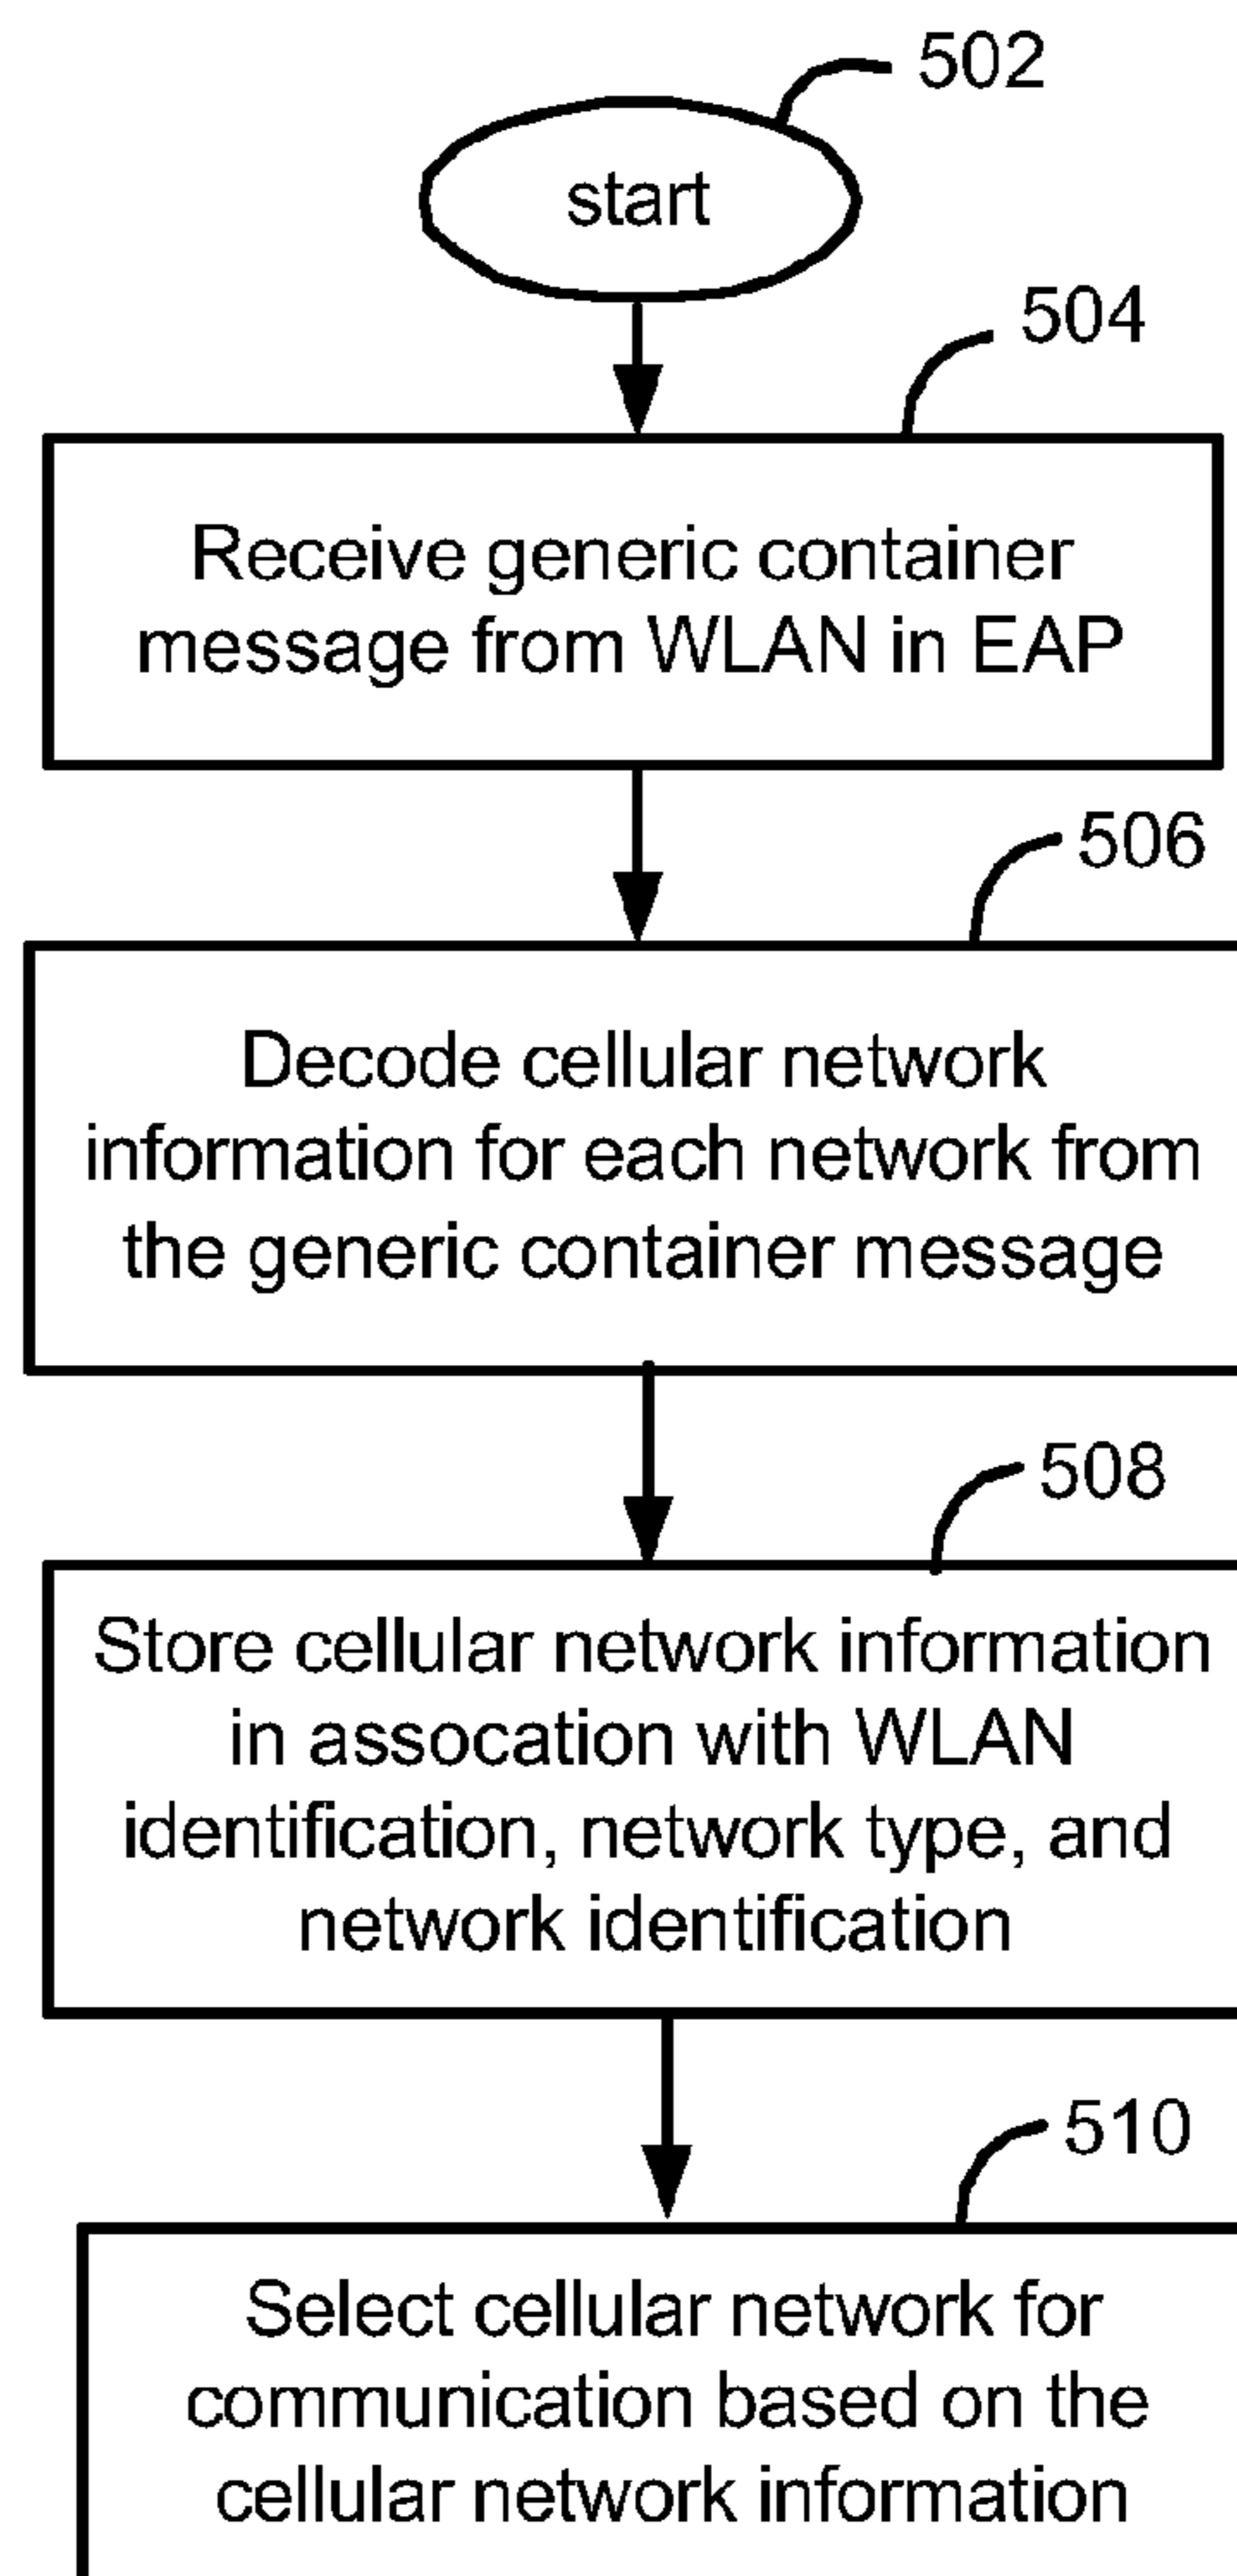 502
start
504
Receive generic container
message from WLAN in EAP
506
Decode cellular network
information for each network from
the generic container message
508
Store cellular network information
in assocation with WLAN
identification, network type, and
network identification
510
Select cellular network for
communication based on the
cellular network information